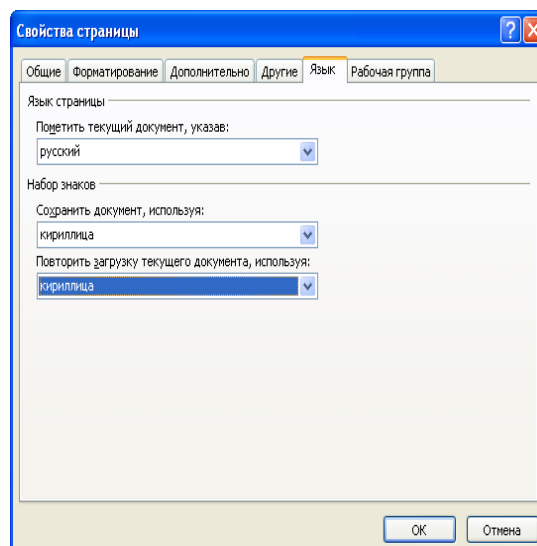 Свойства страницы
Общие Форматирование Дополнительно Другие Язык Рабочая группа
Язык страницы
Пометить текущий документ, указав:
русский
Набор знаков
Сохранить документ, используя:
кириллица
Повторить загрузку текущего документа, используя:
кириллица
ОК Отмена